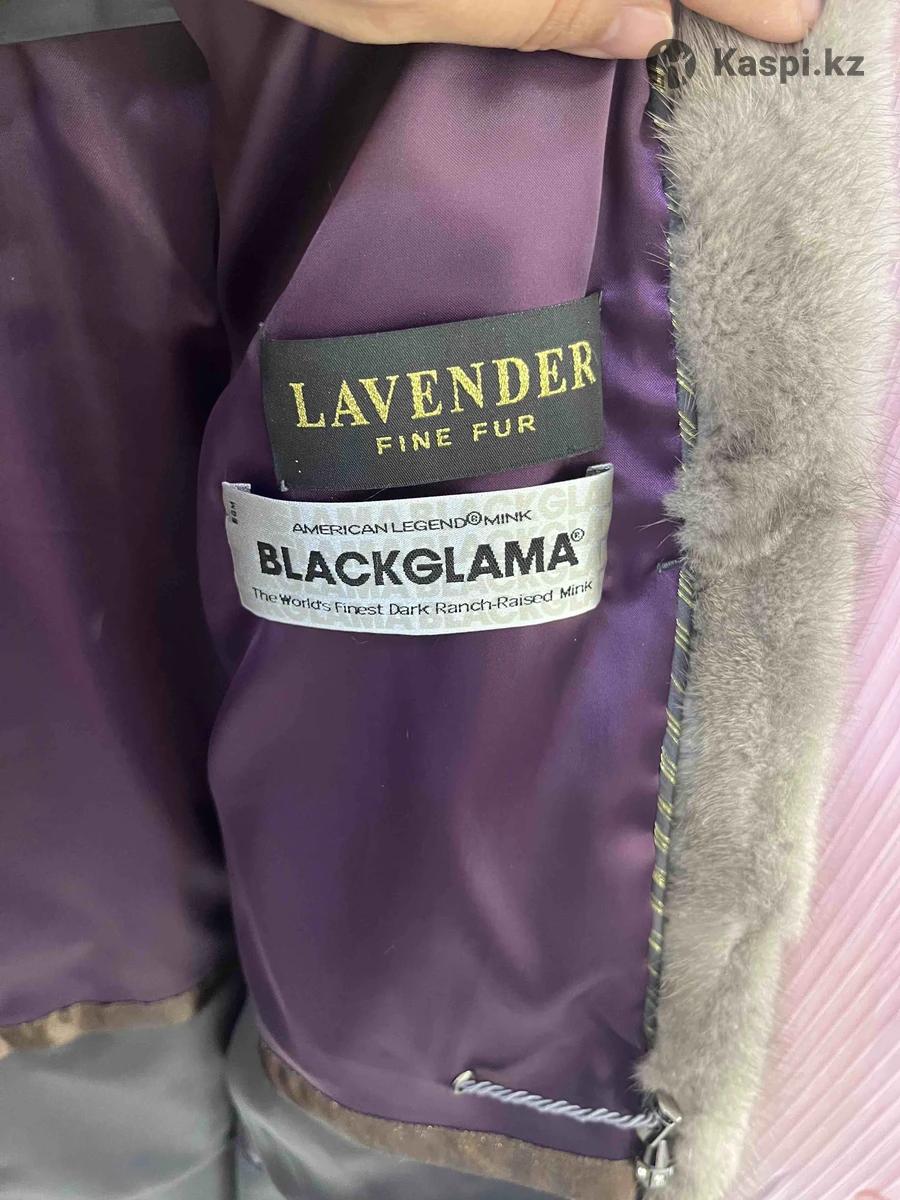 Kaspi.kz
LAVENDER
FINE FUR
AMERICAN LEGEND® MINK
BLACKGLAMA®
The World's Finest Dark Ranch-Raised Mink